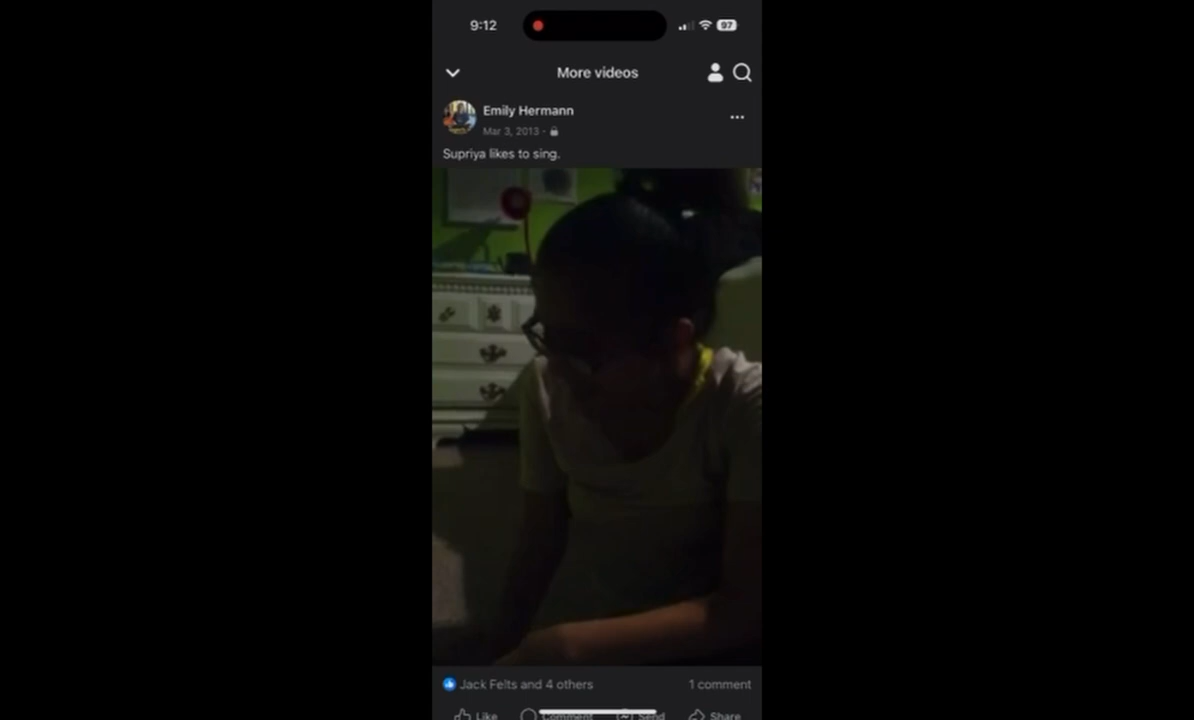 9:12
97
More videos
Emily Hermann
Mar 3, 2013 ·
Supriya likes to sing.
Jack Felts and 4 others
1 comment
Like
Comment
Send
Share